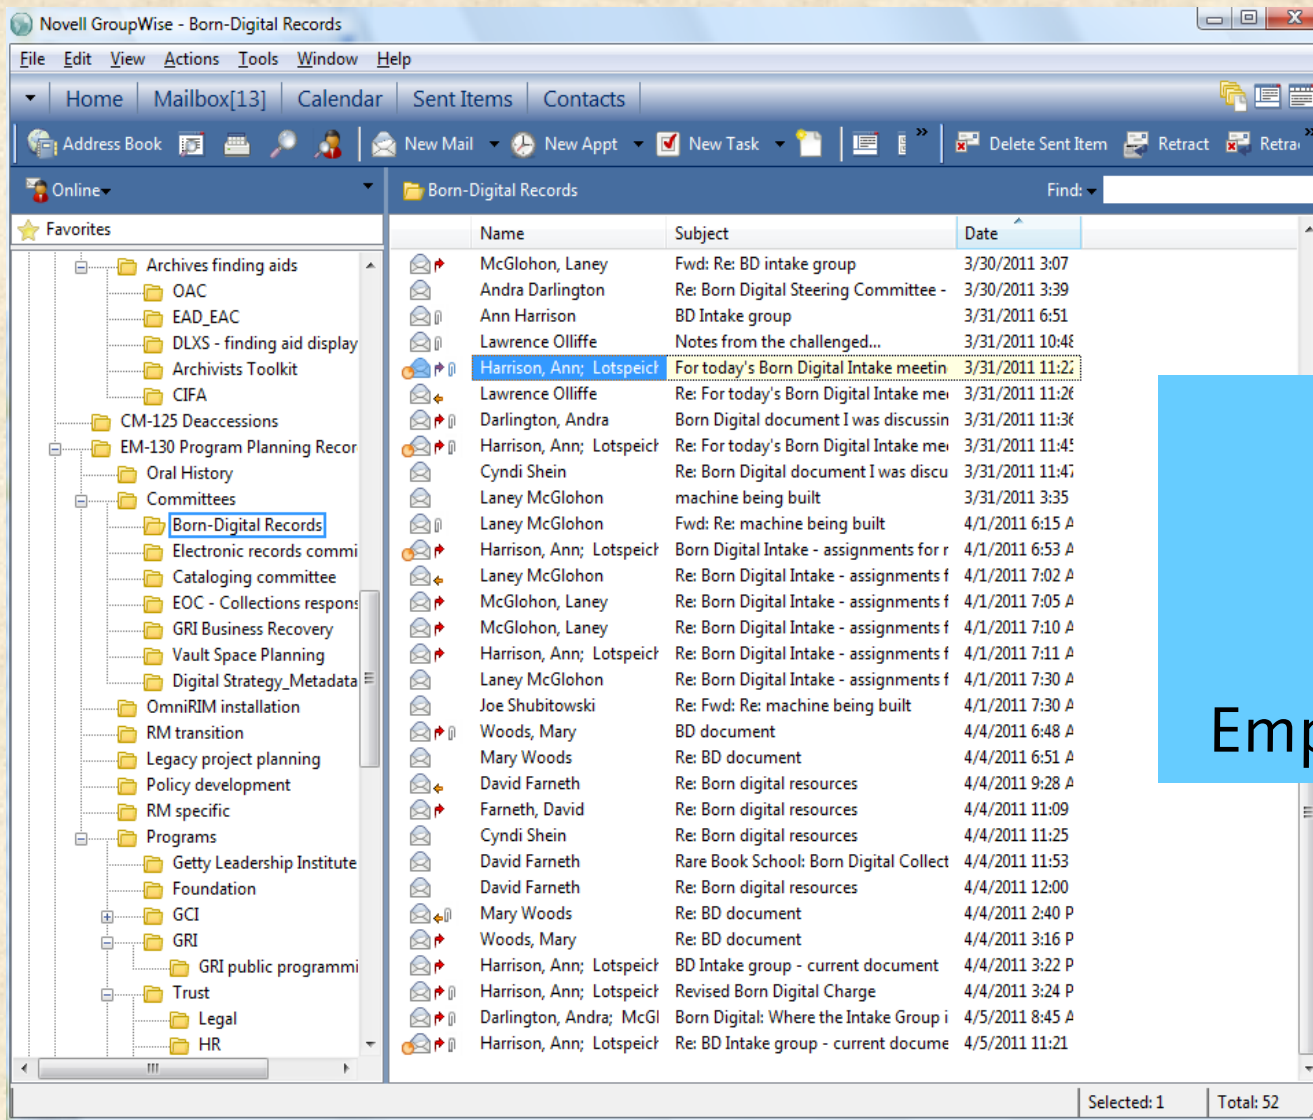 Novell GroupWise - Born-Digital Records
File Edit View Actions Tools Window Help
Home Mailbox[13] Calendar Sent Items Contacts
Address Book New Mail New Appt New Task Delete Sent Item Retract Retra
Online Born-Digital Records Find:
Favorites
Archives finding aids
OAC
EAD_EAC
DLXS - finding aid display
Archivists Toolkit
CIFA
CM-125 Deaccessions
EM-130 Program Planning Recor
Oral History
Committees
Born-Digital Records
Electronic records commi
Cataloging committee
EOC - Collections respons
GRI Business Recovery
Vault Space Planning
Digital Strategy_Metadata
OmniRIM installation
RM transition
Legacy project planning
Policy development
RM specific
Programs
Getty Leadership Institute
Foundation
GCI
GRI
GRI public programmi
Trust
Legal
HR
Name Subject Date
McGlohon, Laney Fwd: Re: BD intake group 3/30/2011 3:07
Andra Darlington Re: Born Digital Steering Committee - 3/30/2011 3:39
Ann Harrison BD Intake group 3/31/2011 6:51
Lawrence Olliffe Notes from the challenged... 3/31/2011 10:48
Harrison, Ann; Lotspeich For today's Born Digital Intake meetin 3/31/2011 11:22
Lawrence Olliffe Re: For today's Born Digital Intake mee 3/31/2011 11:26
Darlington, Andra Born Digital document I was discussin 3/31/2011 11:36
Harrison, Ann; Lotspeich Re: For today's Born Digital Intake mee 3/31/2011 11:45
Cyndi Shein Re: Born Digital document I was discu 3/31/2011 11:47
Laney McGlohon machine being built 3/31/2011 3:35
Laney McGlohon Fwd: Re: machine being built 4/1/2011 6:15 A
Harrison, Ann; Lotspeich Born Digital Intake - assignments for r 4/1/2011 6:53 A
Laney McGlohon Re: Born Digital Intake - assignments f 4/1/2011 7:02 A
McGlohon, Laney Re: Born Digital Intake - assignments f 4/1/2011 7:05 A
McGlohon, Laney Re: Born Digital Intake - assignments f 4/1/2011 7:10 A
Harrison, Ann; Lotspeich Re: Born Digital Intake - assignments f 4/1/2011 7:11 A
Laney McGlohon Re: Born Digital Intake - assignments f 4/1/2011 7:30 A
Joe Shubitowski Re: Fwd: Re: machine being built 4/1/2011 7:30 A
Woods, Mary BD document 4/4/2011 6:48 A
Mary Woods Re: BD document 4/4/2011 6:51 A
David Farneth Re: Born digital resources 4/4/2011 9:28 A
Farneth, David Re: Born digital resources 4/4/2011 11:09
Cyndi Shein Re: Born digital resources 4/4/2011 11:25
David Farneth Rare Book School: Born Digital Collect 4/4/2011 11:53
David Farneth Re: Born digital resources 4/4/2011 12:00
Mary Woods Re: BD document 4/4/2011 2:40 P
Woods, Mary Re: BD document 4/4/2011 3:16 P
Harrison, Ann; Lotspeich BD Intake group - current document 4/4/2011 3:22 P
Harrison, Ann; Lotspeich Revised Born Digital Charge 4/4/2011 3:24 P
Darlington, Andra; McGl Born Digital: Where the Intake Group i 4/5/2011 8:45 A
Harrison, Ann; Lotspeich Re: BD Intake group - current docume 4/5/2011 11:21
Emp
Selected: 1 Total: 52